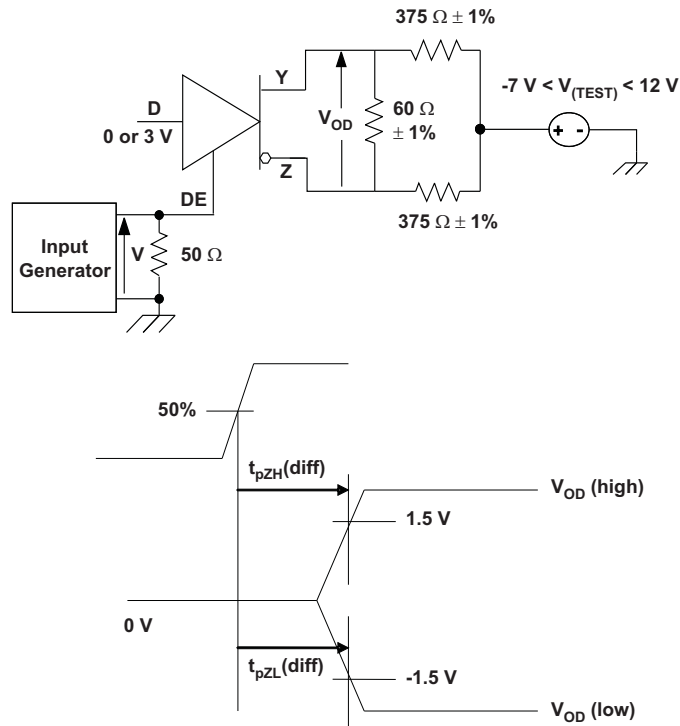 375 Ω ± 1%
Y
D
0 or 3 V
VOD
60 Ω
± 1%
-7 V < V(TEST) < 12 V
+ -
Z
DE
375 Ω ± 1%
Input
Generator
V
50 Ω
50%
tpZH(diff)
VOD (high)
1.5 V
0 V
tpZL(diff)
-1.5 V
VOD (low)